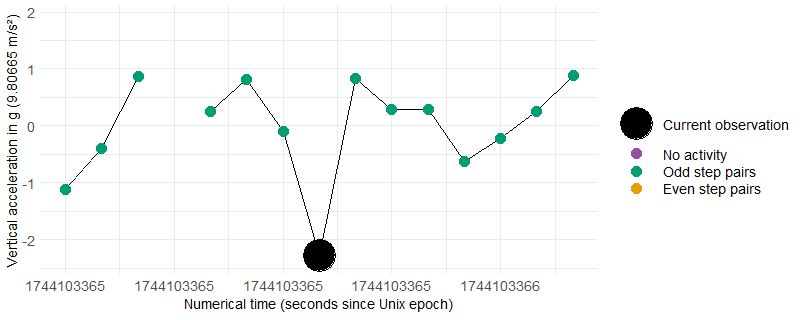 Vertical acceleration in g (9.80665 m/s²)
2
1
0
-1
-2
1744103365
1744103365
1744103365
1744103365
1744103366
Numerical time (seconds since Unix epoch)
Current observation
No activity
Odd step pairs
Even step pairs